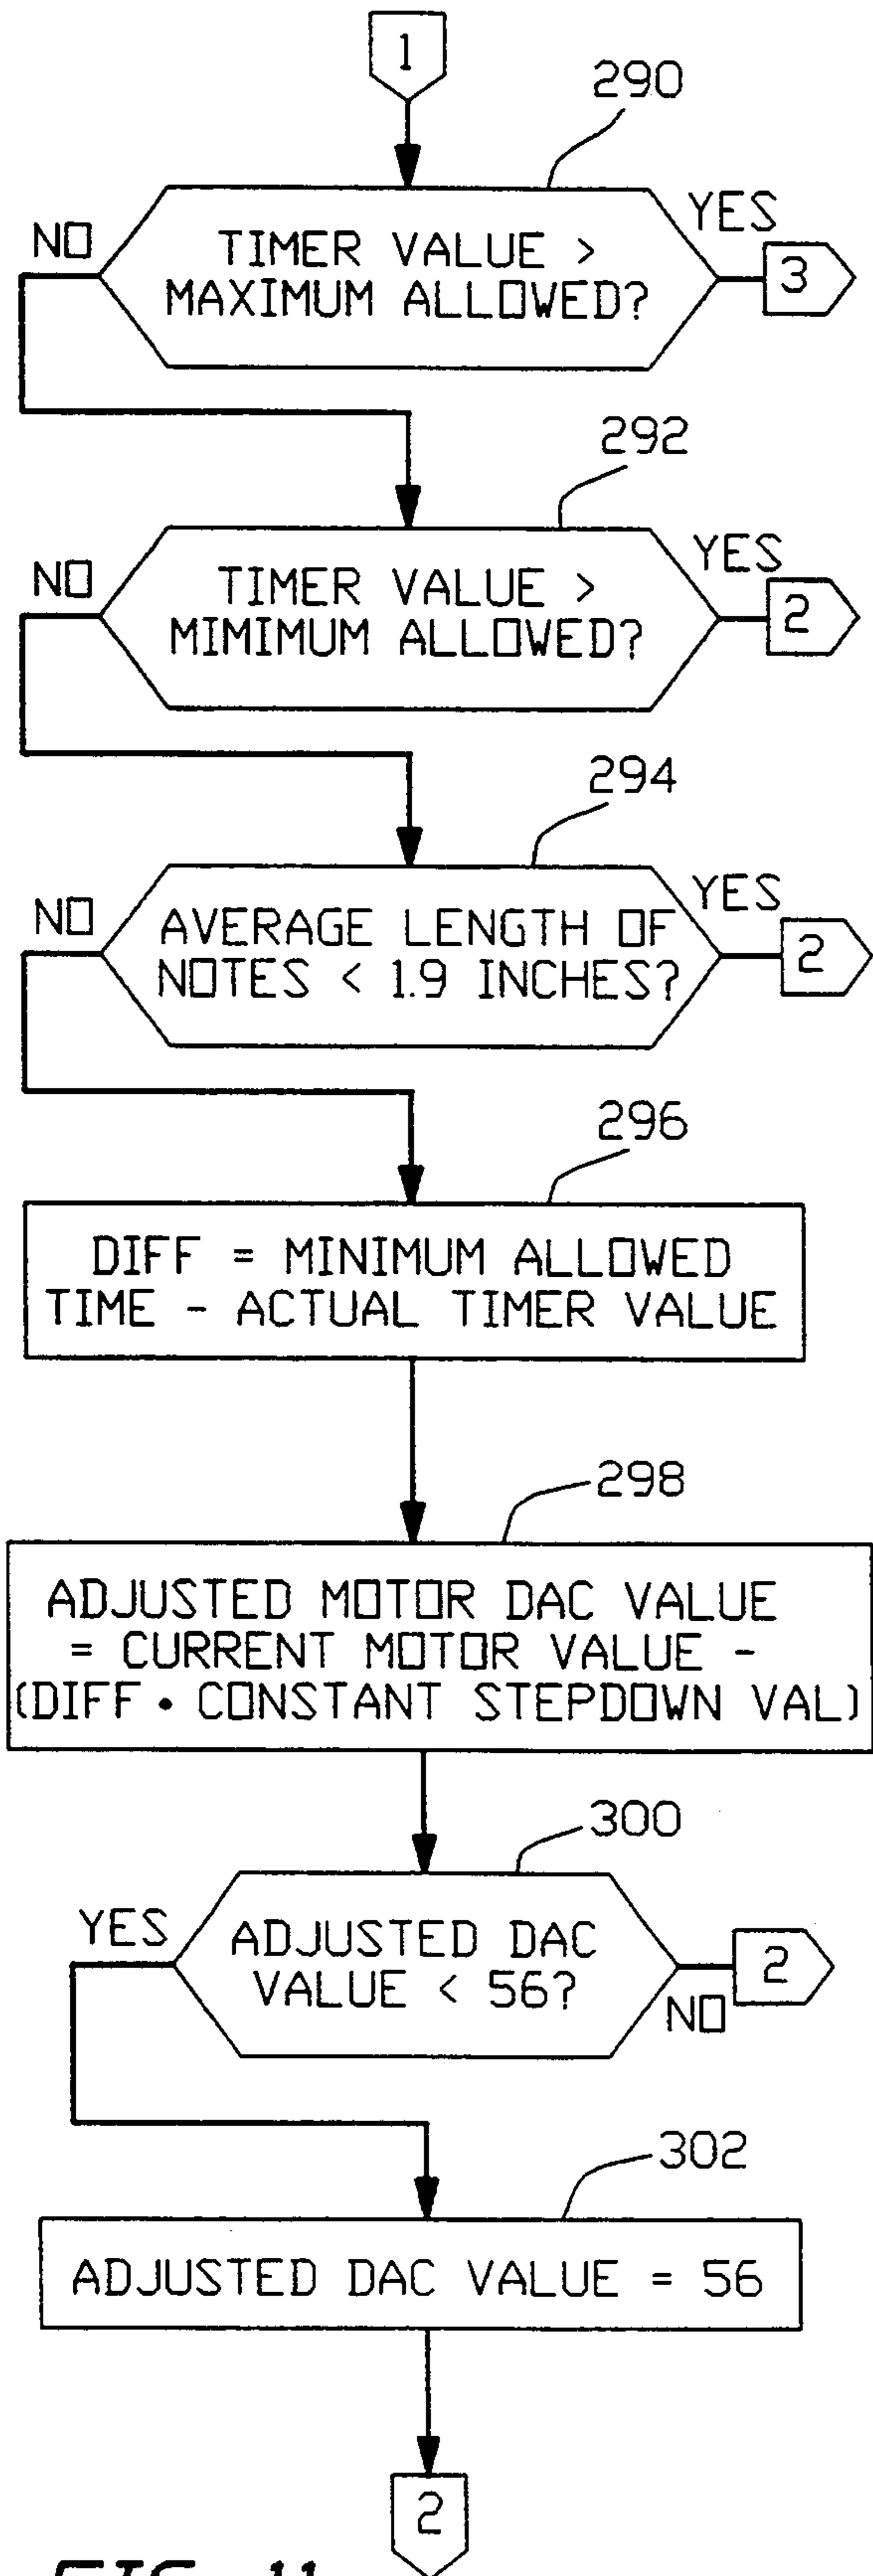 1
290
NO
YES
TIMER VALUE >
MAXIMUM ALLOWED?
3
292
NO
YES
TIMER VALUE >
MIMIMUM ALLOWED?
2
294
NO
YES
AVERAGE LENGTH OF
NOTES < 1.9 INCHES?
2
296
DIFF = MINIMUM ALLOWED
TIME - ACTUAL TIMER VALUE
298
ADJUSTED MOTOR DAC VALUE
= CURRENT MOTOR VALUE -
(DIFF • CONSTANT STEPDOWN VAL)
300
YES
ADJUSTED DAC
VALUE < 56?
2
NO
302
ADJUSTED DAC VALUE = 56
2
FIG. 11